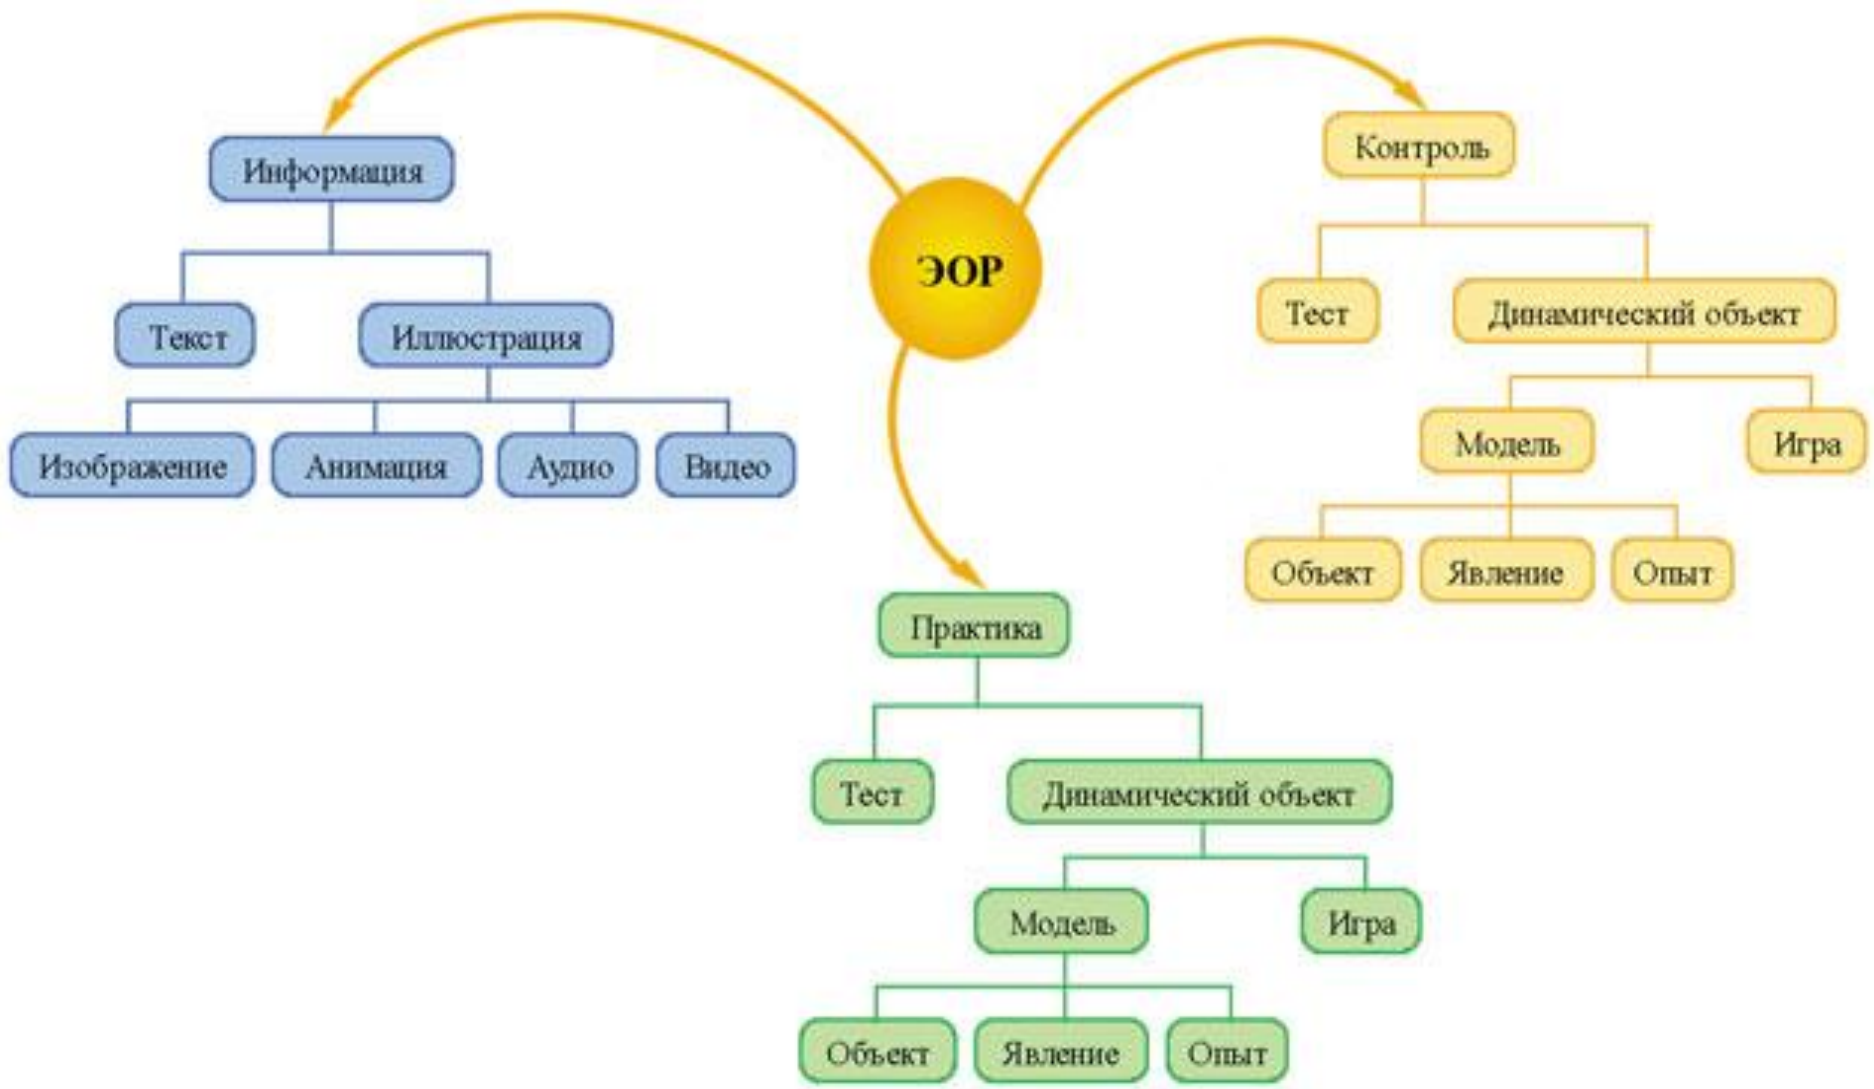 ЭОР
Информация
Текст
Иллюстрация
Изображение
Анимация
Аудио
Видео
Контроль
Тест
Динамический объект
Модель
Игра
Объект
Явление
Опыт
Практика
Тест
Динамический объект
Модель
Игра
Объект
Явление
Опыт